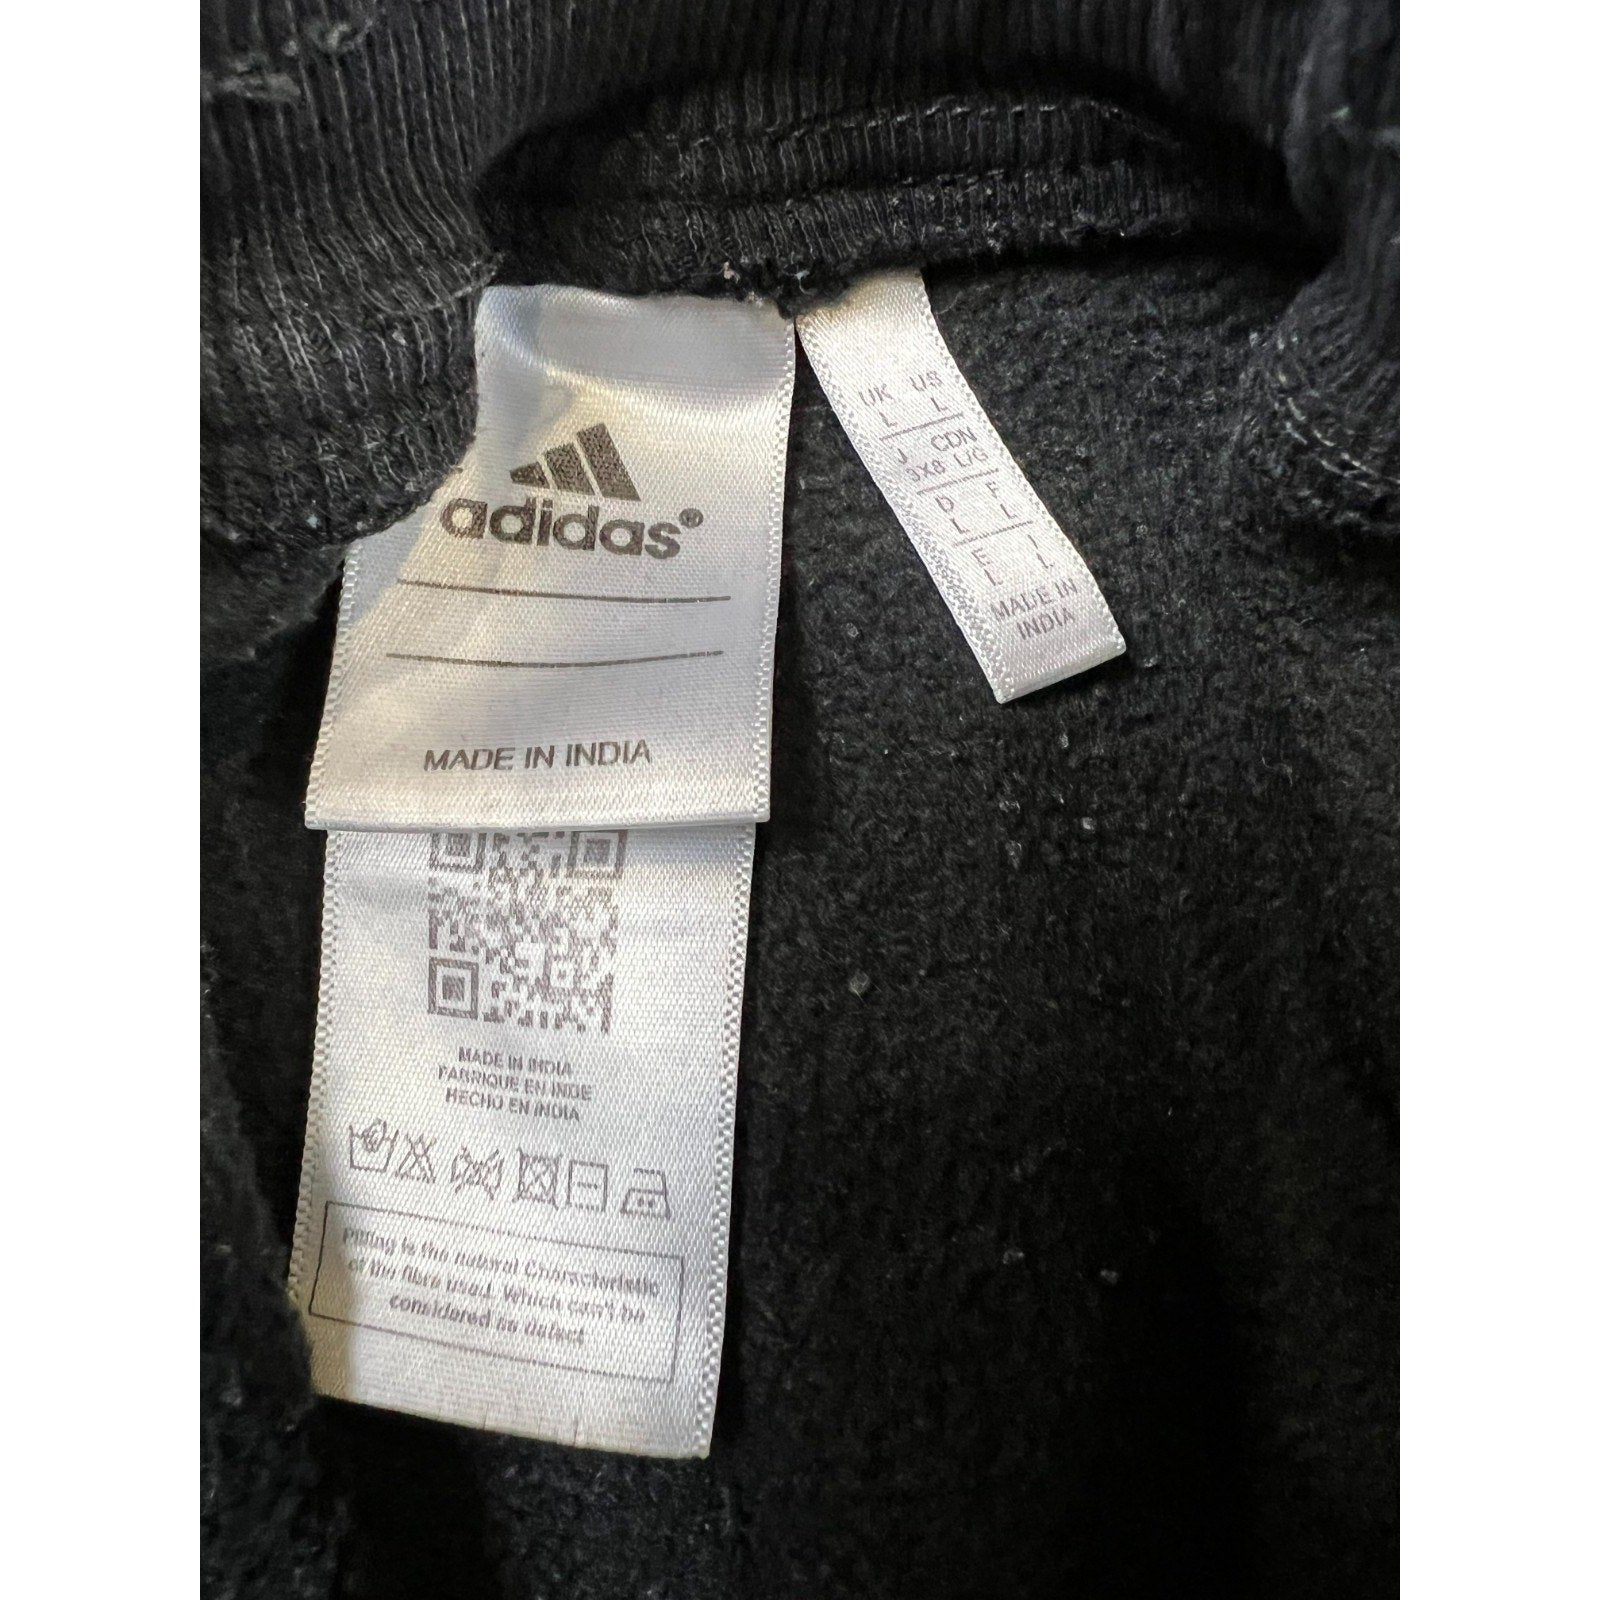 adidas®
MADE IN INDIA
MADE IN INDIA
FABRIQUE EN INDE
HECHO EN INDIA
Pilling is the natural Characteristic
of the fibre used. Which can't be
considered as defect
UK US
L L
J CDN
3X8 L/G
D F
L L
E I
L L
MADE IN
INDIA